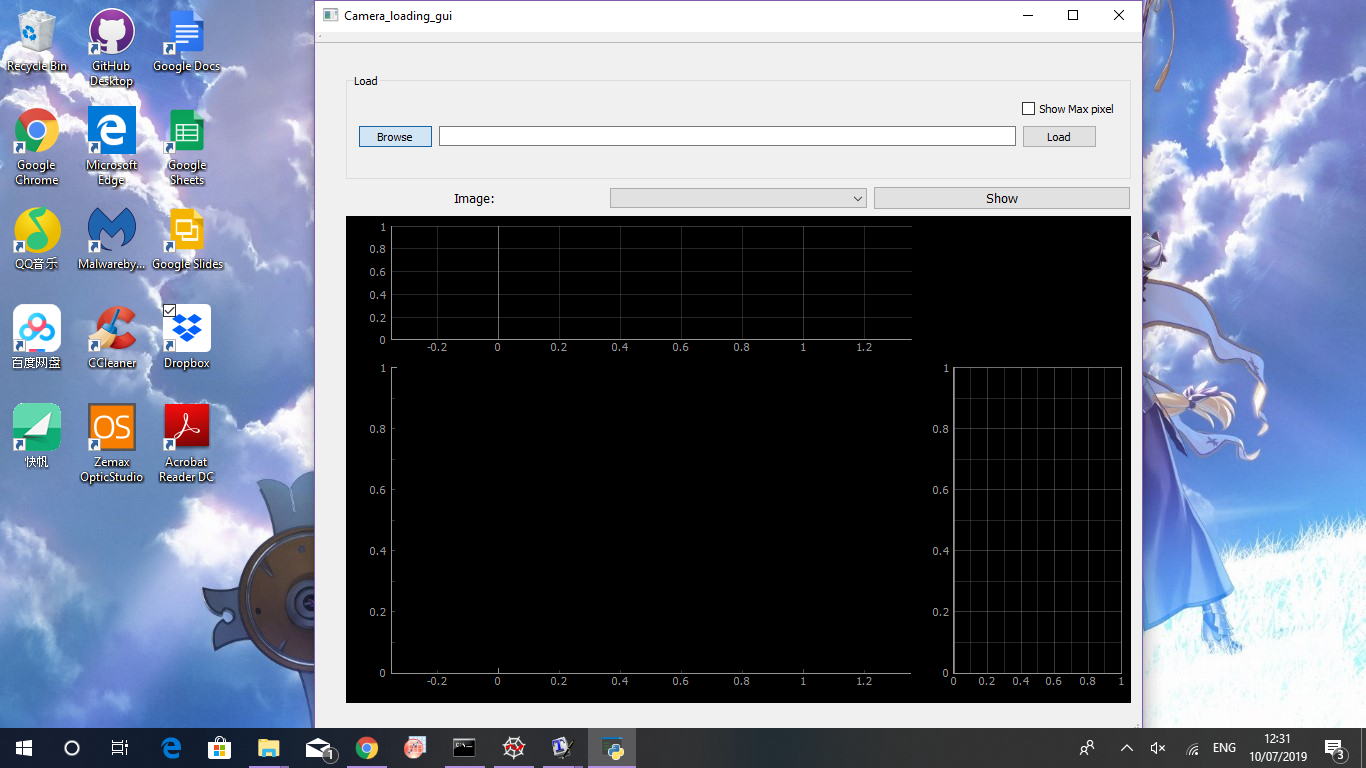 Recycle Bin
GitHub
Desktop
Google Docs
Google
Chrome
Microsoft
Edge
Google
Sheets
QQ音乐
Malwareby...
Google Slides
百度网盘
CCleaner
Dropbox
快帆
OS
Zemax
OpticStudio
Acrobat
Reader DC
Camera_loading_gui
Load
Show Max pixel
Browse
Load
Image:
Show
1
0.8
0.6
0.4
0.2
0
-0.2 0 0.2 0.4 0.6 0.8 1 1.2
1
0.8
0.6
0.4
0.2
0
-0.2 0 0.2 0.4 0.6 0.8 1 1.2
1
0.8
0.6
0.4
0.2
0
0 0.2 0.4 0.6 0.8 1
1
ENG
12:31
10/07/2019
3